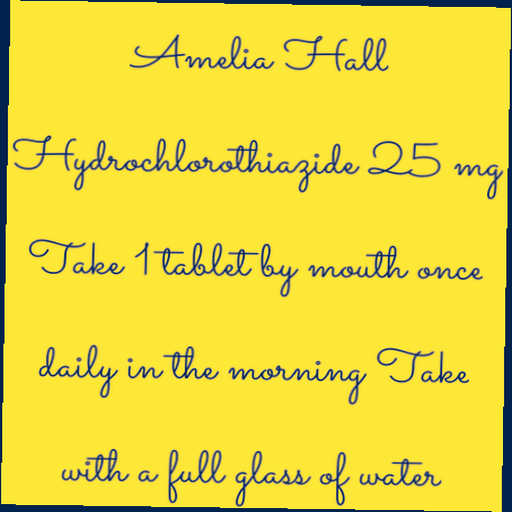 Amelia Hall
Hydrochlorothiazide 25 mg
Take 1 tablet by mouth once
daily in the morning Take
with a full glass of water